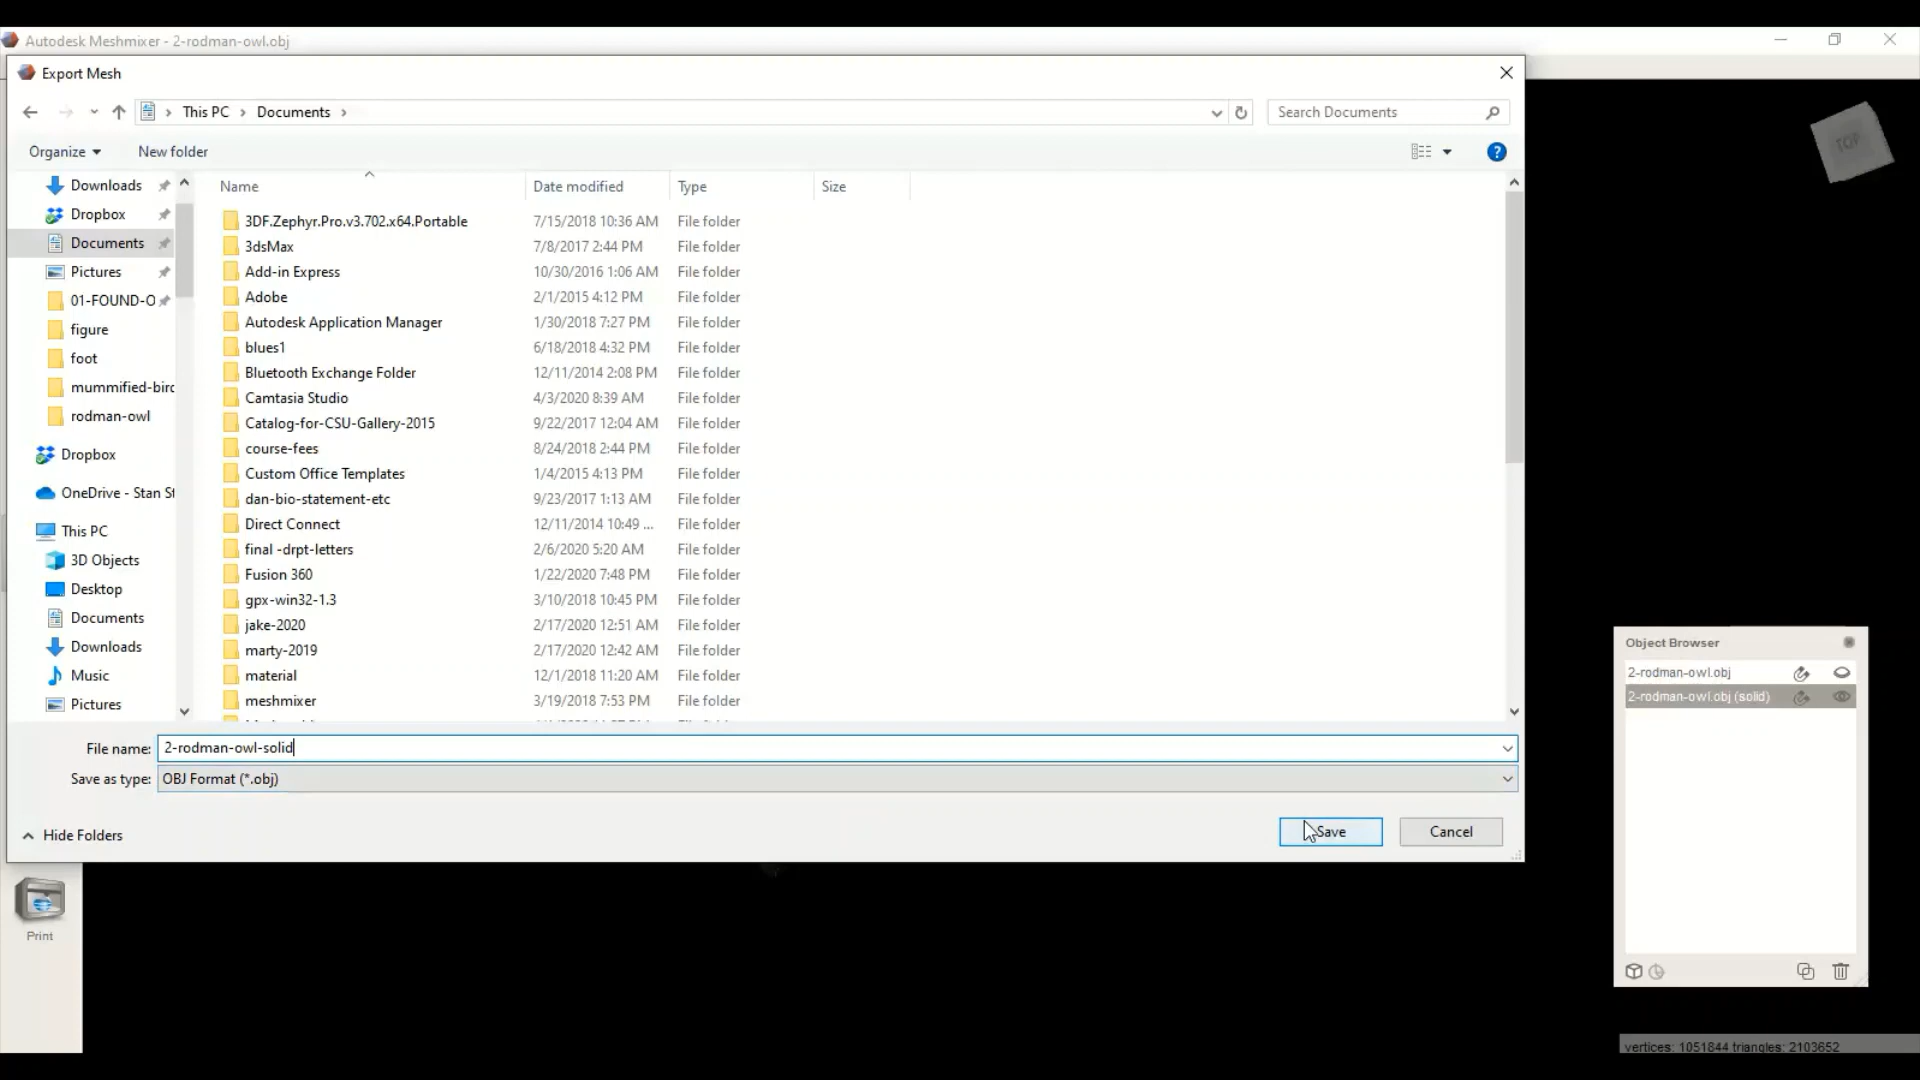 Autodesk Meshmixer - 2-rodman-owl.obj
Export Mesh
This PC
Documents
Search Documents
Organize
New folder
?
Downloads
Dropbox
Documents
Pictures
01-FOUND-O
figure
foot
mummified-bird
rodman-owl
Dropbox
OneDrive - Stan St
This PC
3D Objects
Desktop
Documents
Downloads
Music
Pictures
Name Date modified Type Size
3DF.Zephyr.Pro.v3.702.x64.Portable 7/15/2018 10:36 AM File folder
3dsMax 7/8/2017 2:44 PM File folder
Add-in Express 10/30/2016 1:06 AM File folder
Adobe 2/1/2015 4:12 PM File folder
Autodesk Application Manager 1/30/2018 7:27 PM File folder
blues1 6/18/2018 4:32 PM File folder
Bluetooth Exchange Folder 12/11/2014 2:08 PM File folder
Camtasia Studio 4/3/2020 8:39 AM File folder
Catalog-for-CSU-Gallery-2015 9/22/2017 12:04 AM File folder
course-fees 8/24/2018 2:44 PM File folder
Custom Office Templates 1/4/2015 4:13 PM File folder
dan-bio-statement-etc 9/23/2017 1:13 AM File folder
Direct Connect 12/11/2014 10:49 ... File folder
final -drpt-letters 2/6/2020 5:20 AM File folder
Fusion 360 1/22/2020 7:48 PM File folder
gpx-win32-1.3 3/10/2018 10:45 PM File folder
jake-2020 2/17/2020 12:51 AM File folder
marty-2019 2/17/2020 12:42 AM File folder
material 12/1/2018 11:20 AM File folder
meshmixer 3/19/2018 7:53 PM File folder
File name: 2-rodman-owl-solid
Save as type: OBJ Format (*.obj)
Hide Folders
Save
Cancel
Print
TOP
Object Browser
2-rodman-owl.obj
2-rodman-owl.obj (solid)
vertices: 1051844 triangles: 2103652